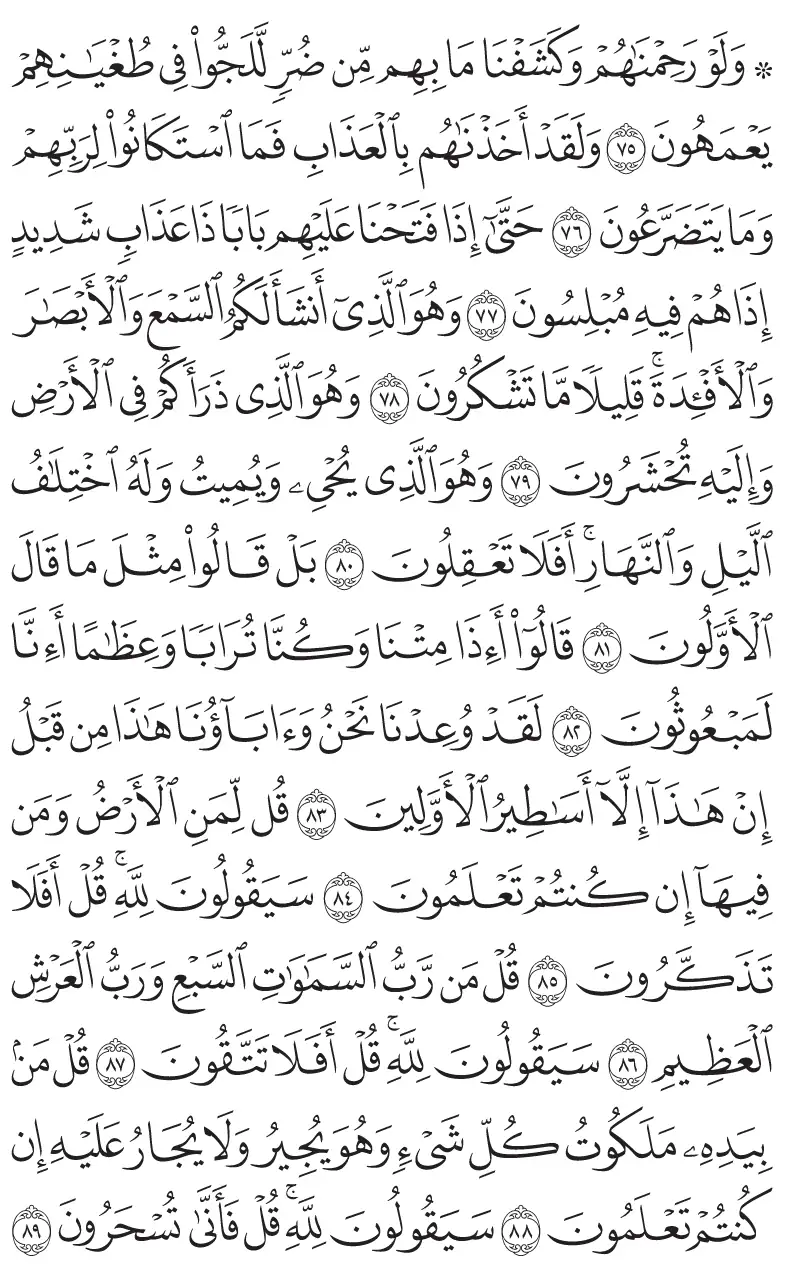 ۞ وَلَوْ رَحِمْنَٰهُمْ وَكَشَفْنَا مَا بِهِم مِّن ضُرٍّ لَّلَجُّوا۟ فِى طُغْيَٰنِهِمْ
يَعْمَهُونَ ٧٥ وَلَقَدْ أَخَذْنَٰهُم بِٱلْعَذَابِ فَمَا ٱسْتَكَانُوا۟ لِرَبِّهِمْ
وَمَا يَتَضَرَّعُونَ ٧٦ حَتَّىٰٓ إِذَا فَتَحْنَا عَلَيْهِم بَابًا ذَا عَذَابٍ شَدِيدٍ
إِذَا هُمْ فِيهِ مُبْلِسُونَ ٧٧ وَهُوَ ٱلَّذِىٓ أَنشَأَ لَكُمُ ٱلسَّمْعَ وَٱلْأَبْصَٰرَ
وَٱلْأَفْـِٔدَةَ ۚ قَلِيلًا مَّا تَشْكُرُونَ ٧٨ وَهُوَ ٱلَّذِى ذَرَأَكُمْ فِى ٱلْأَرْضِ
وَإِلَيْهِ تُحْشَرُونَ ٧٩ وَهُوَ ٱلَّذِى يُحْىِۦ وَيُمِيتُ وَلَهُ ٱخْتِلَٰفُ
ٱلَّيْلِ وَٱلنَّهَارِ ۚ أَفَلَا تَعْقِلُونَ ٨٠ بَلْ قَالُوا۟ مِثْلَ مَا قَالَ
ٱلْأَوَّلُونَ ٨١ قَالُوٓا۟ أَءِذَا مِتْنَا وَكُنَّا تُرَابًا وَعِظَٰمًا أَءِنَّا
لَمَبْعُوثُونَ ٨٢ لَقَدْ وُعِدْنَا نَحْنُ وَءَابَآؤُنَا هَٰذَا مِن قَبْلُ
إِنْ هَٰذَآ إِلَّآ أَسَٰطِيرُ ٱلْأَوَّلِينَ ٨٣ قُل لِّمَنِ ٱلْأَرْضُ وَمَن
فِيهَآ إِن كُنتُمْ تَعْلَمُونَ ٨٤ سَيَقُولُونَ لِلَّهِ ۚ قُلْ أَفَلَا
تَذَكَّرُونَ ٨٥ قُلْ مَن رَّبُّ ٱلسَّمَٰوَٰتِ ٱلسَّبْعِ وَرَبُّ ٱلْعَرْشِ
ٱلْعَظِيمِ ٨٦ سَيَقُولُونَ لِلَّهِ ۚ قُلْ أَفَلَا تَتَّقُونَ ٨٧ قُلْ مَنۢ
بِيَدِهِۦ مَلَكُوتُ كُلِّ شَىْءٍ وَهُوَ يُجِيرُ وَلَا يُجَارُ عَلَيْهِ إِن
كُنتُمْ تَعْلَمُونَ ٨٨ سَيَقُولُونَ لِلَّهِ ۚ قُلْ فَأَنَّىٰ تُسْحَرُونَ ٨٩